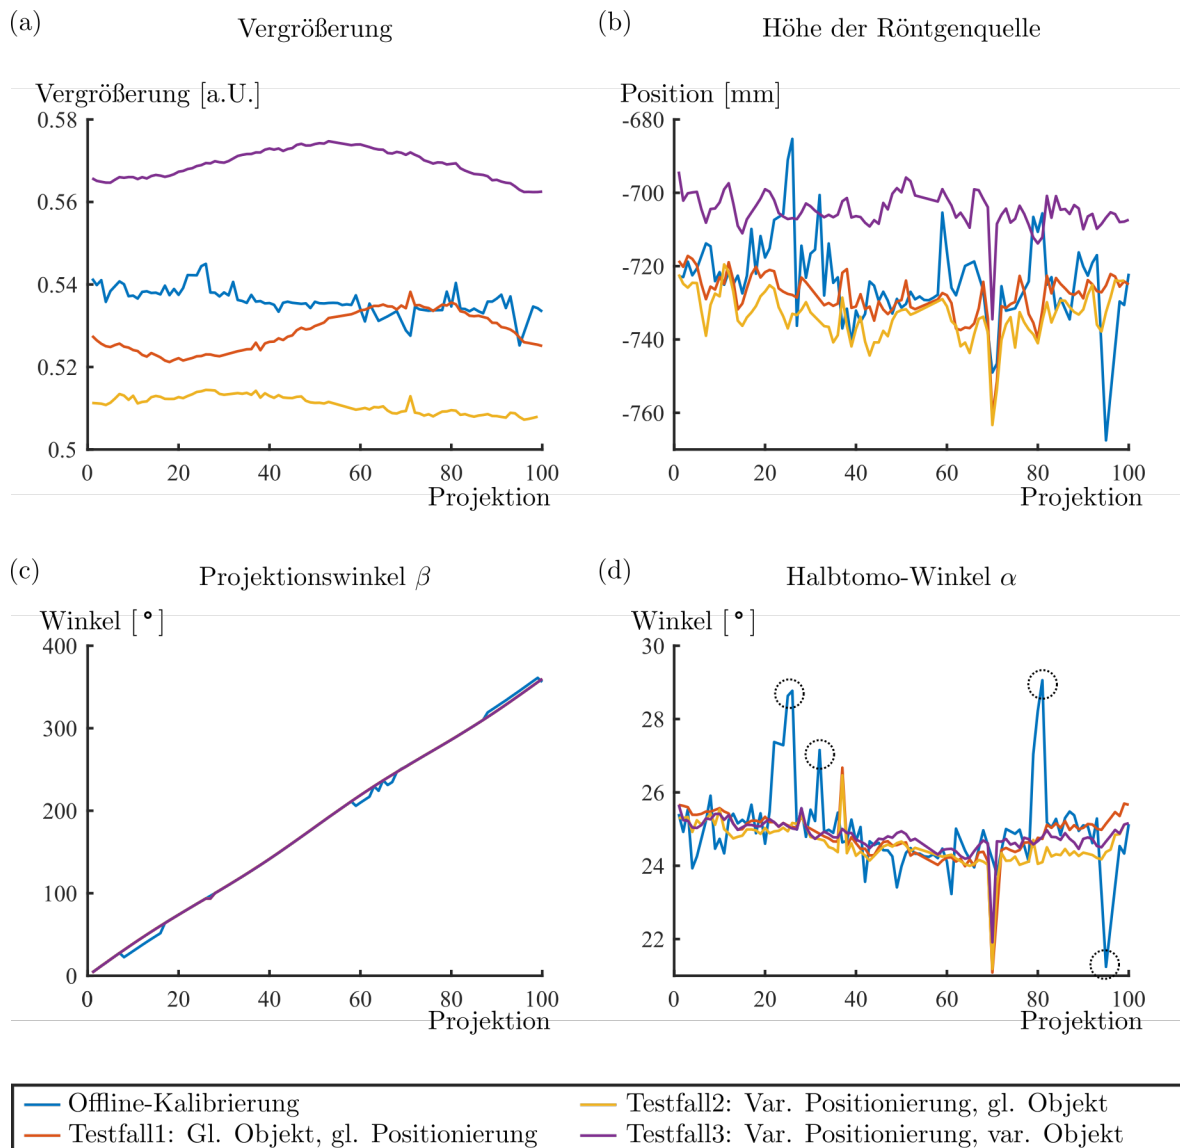 (a) Vergrößerung
Vergrößerung [a.U.]
0.58
0.56
0.54
0.52
0.5
0 20 40 60 80 100
Projektion
(b) Höhe der Röntgenquelle
Position [mm]
-680
-700
-720
-740
-760
0 20 40 60 80 100
Projektion
(c) Projektionswinkel β
Winkel [°]
400
300
200
100
0
0 20 40 60 80 100
Projektion
(d) Halbtomo-Winkel α
Winkel [°]
30
28
26
24
22
0 20 40 60 80 100
Projektion
Offline-Kalibrierung
Testfall1: Gl. Objekt, gl. Positionierung
Testfall2: Var. Positionierung, gl. Objekt
Testfall3: Var. Positionierung, var. Objekt